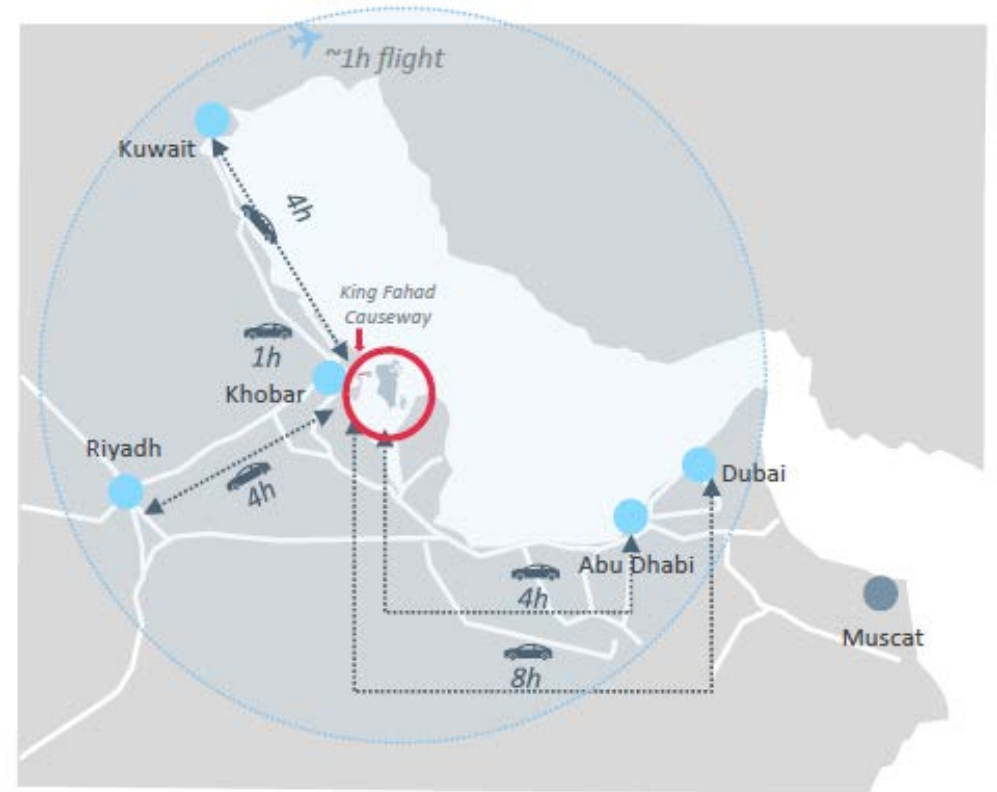 ~1h flight
Kuwait
4h
King Fahad
Causeway
1h
Khobar
Riyadh
4h
Dubai
Abu Dhabi
4h
Muscat
8h